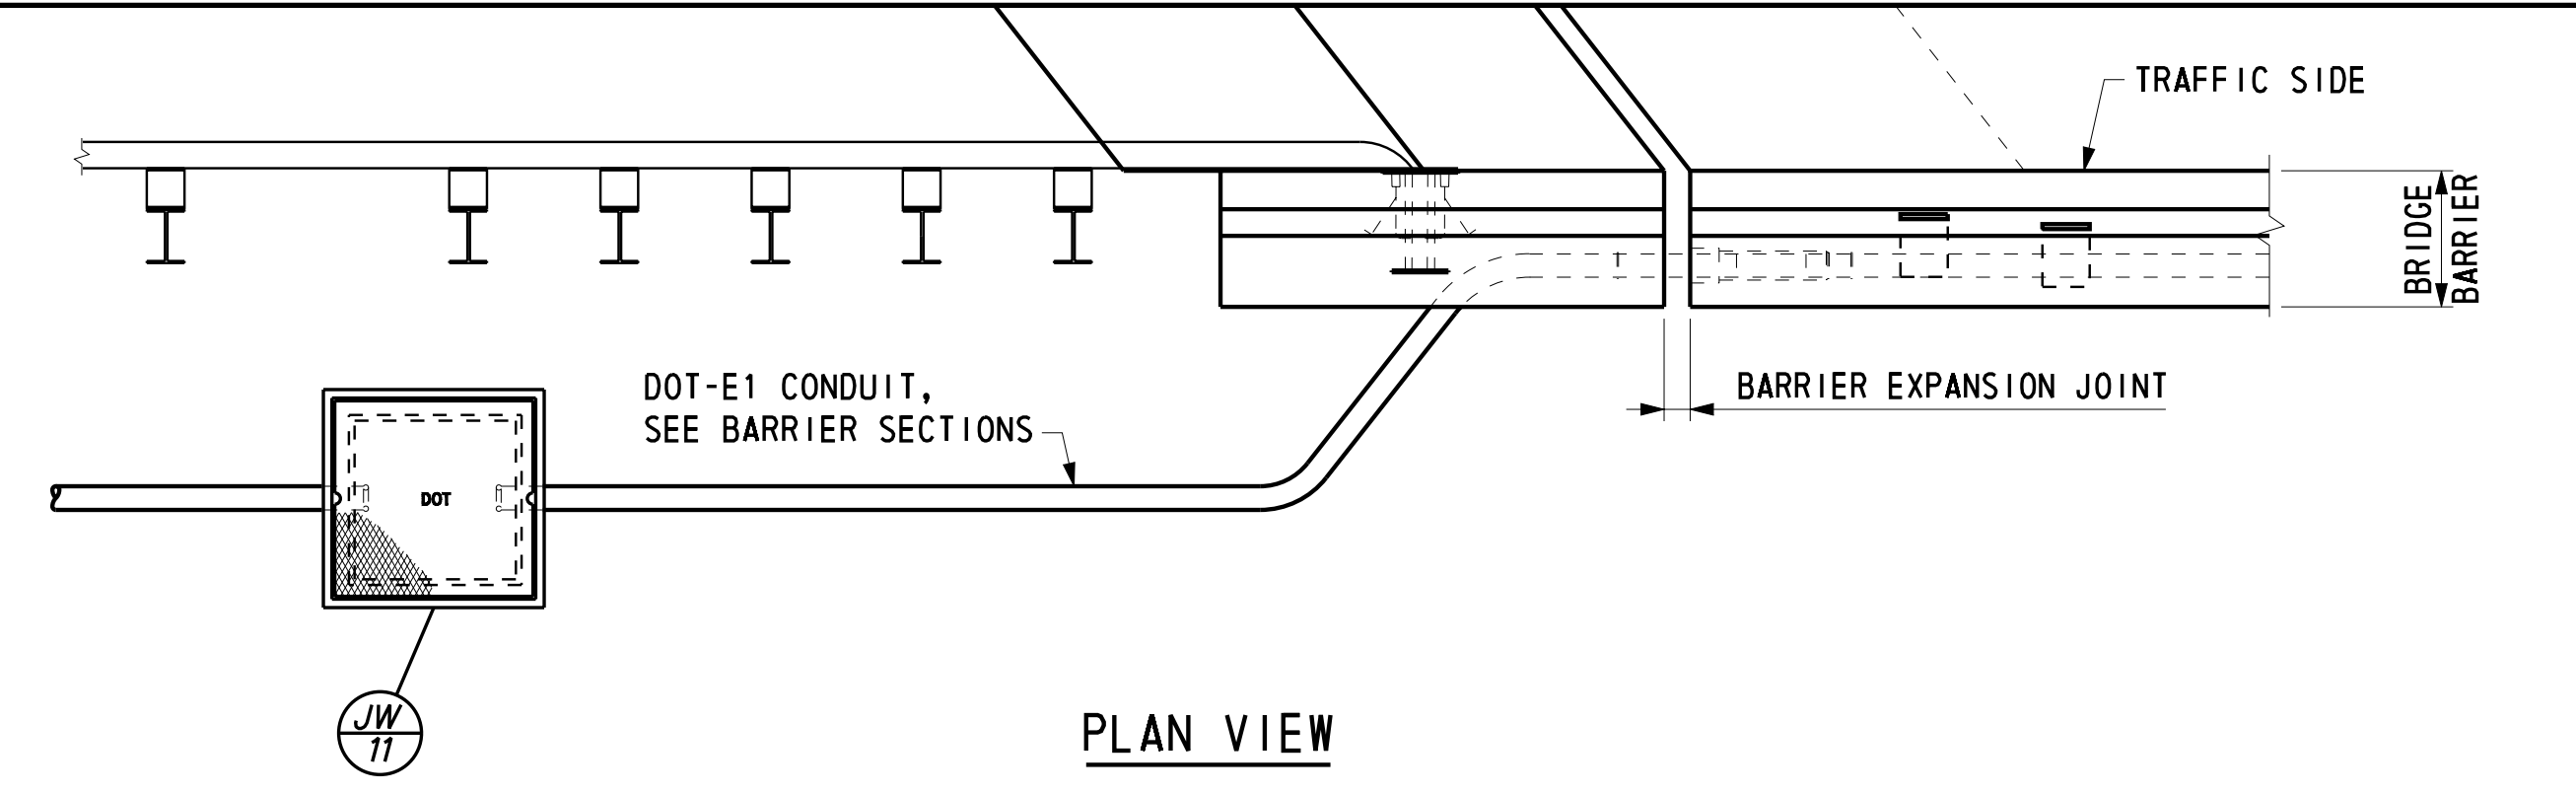 TRAFFIC SIDE
BRIDGE
BARRIER
DOT-E1 CONDUIT,
SEE BARRIER SECTIONS
BARRIER EXPANSION JOINT
DOT
JW
11
PLAN VIEW